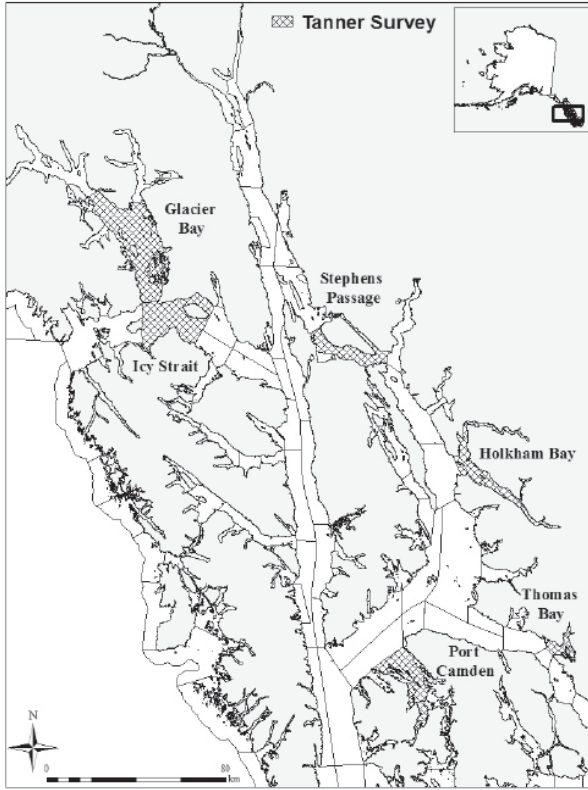 Tanner Survey
Glacier
Bay
Stephens
Passage
Icy Strait
Holkham Bay
Thomas
Bay
Port
Camden
N
0 80
km